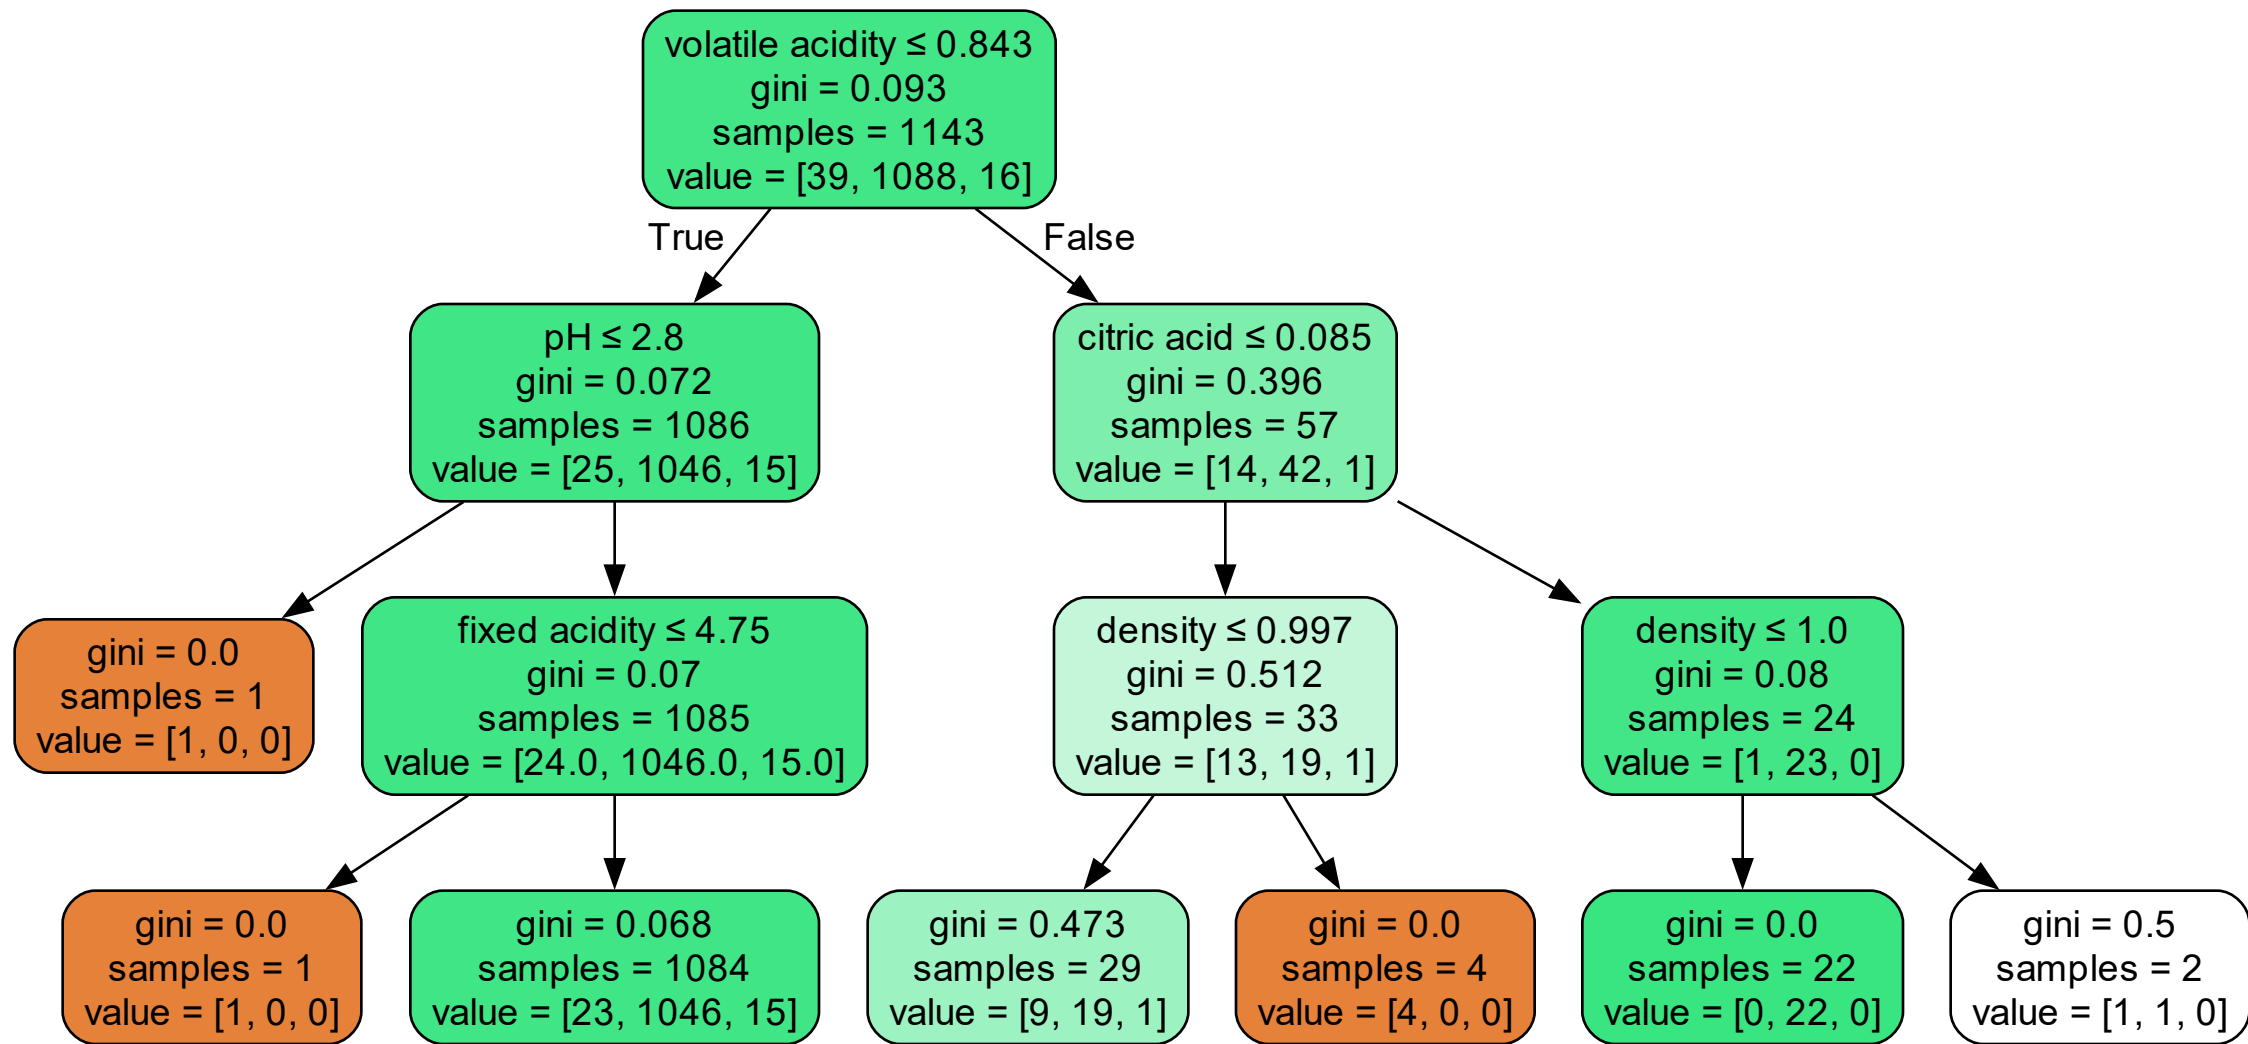 volatile acidity ≤ 0.843
gini = 0.093
samples = 1143
value = [39, 1088, 16]
True
False
pH ≤ 2.8
gini = 0.072
samples = 1086
value = [25, 1046, 15]
citric acid ≤ 0.085
gini = 0.396
samples = 57
value = [14, 42, 1]
gini = 0.0
samples = 1
value = [1, 0, 0]
fixed acidity ≤ 4.75
gini = 0.07
samples = 1085
value = [24.0, 1046.0, 15.0]
density ≤ 0.997
gini = 0.512
samples = 33
value = [13, 19, 1]
density ≤ 1.0
gini = 0.08
samples = 24
value = [1, 23, 0]
gini = 0.0
samples = 1
value = [1, 0, 0]
gini = 0.068
samples = 1084
value = [23, 1046, 15]
gini = 0.473
samples = 29
value = [9, 19, 1]
gini = 0.0
samples = 4
value = [4, 0, 0]
gini = 0.0
samples = 22
value = [0, 22, 0]
gini = 0.5
samples = 2
value = [1, 1, 0]